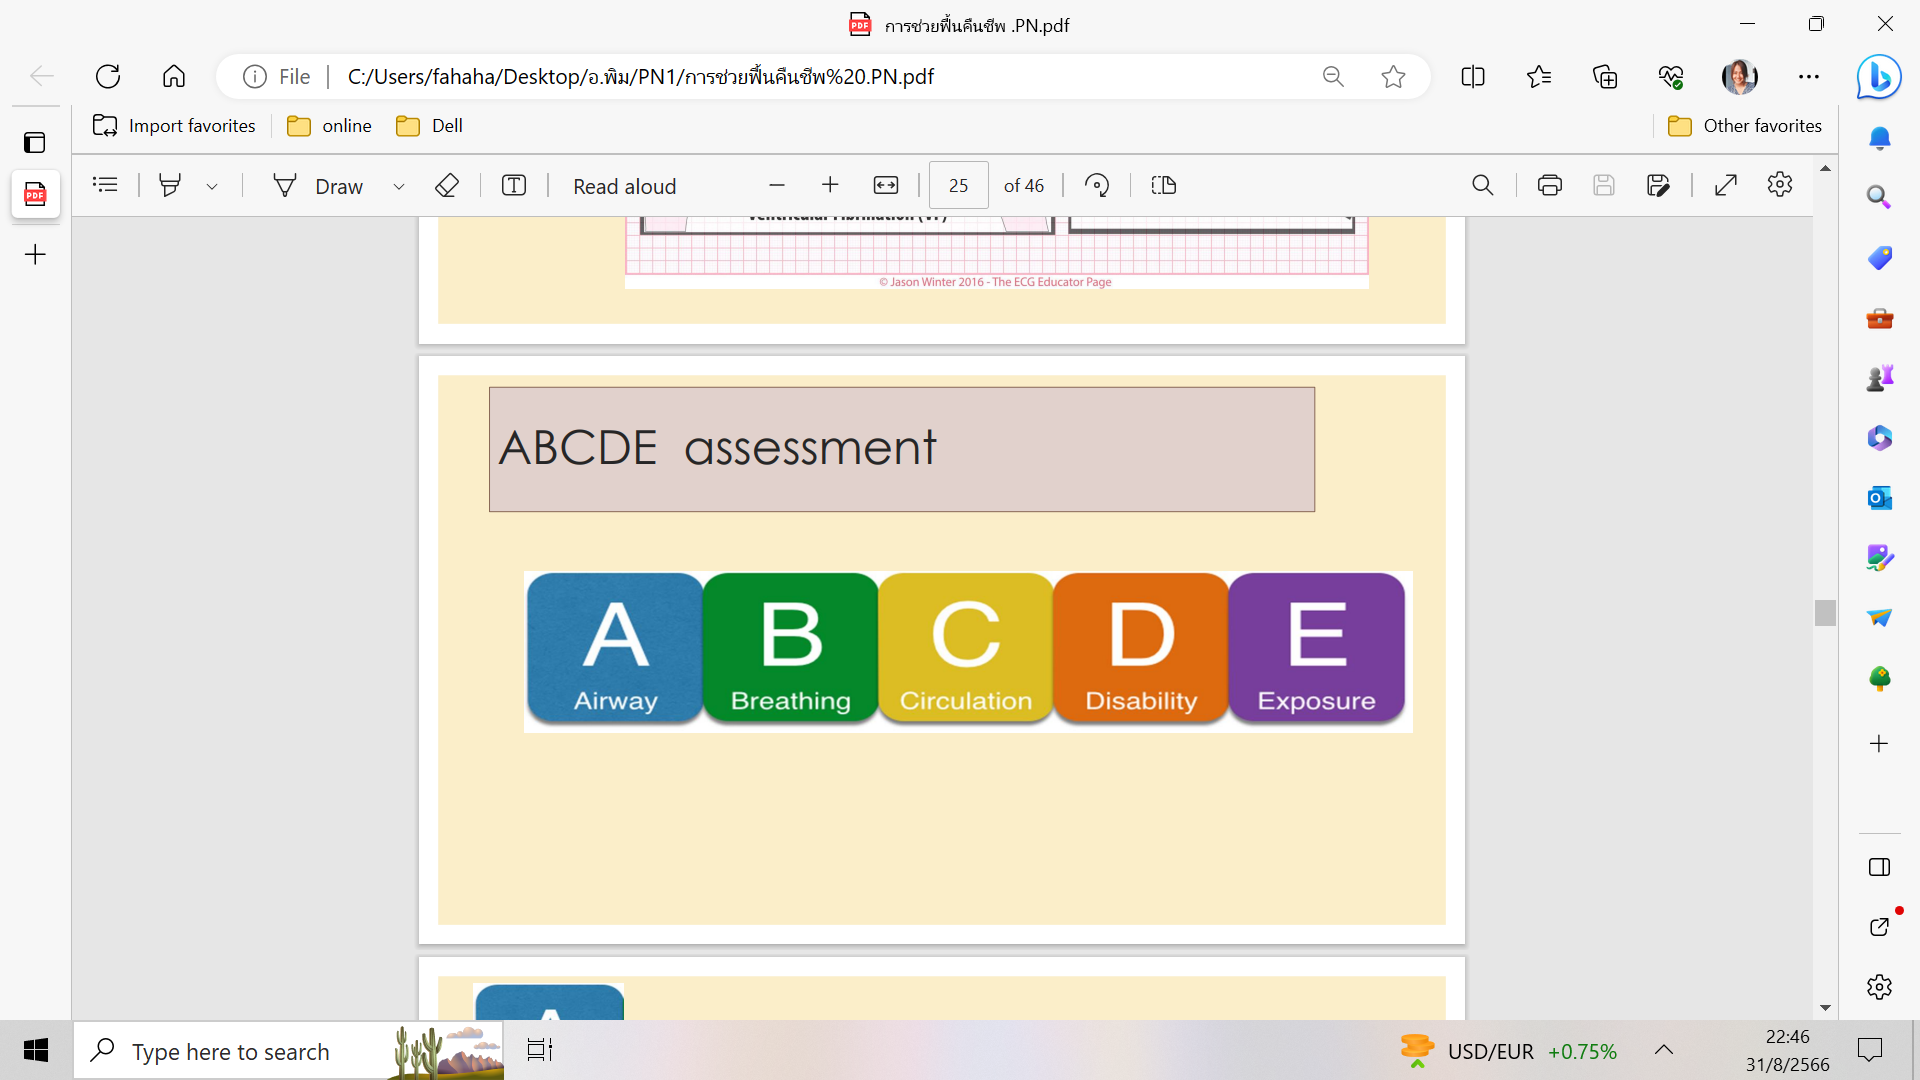 การช่วยฟื้นคืนชีพ .PN.pdf
File
C:/Users/fahaha/Desktop/อ.พิม/PN1/การช่วยฟื้นคืนชีพ%20.PN.pdf
Import favorites
online
Dell
Other favorites
Draw
Read aloud
25
of 46
Ventricular Fibrillation (VF)
© Jason Winter 2016 - The ECG Educator Page
ABCDE assessment
A
Airway
B
Breathing
C
Circulation
D
Disability
E
Exposure
Type here to search
USD/EUR +0.75%
22:46
31/8/2566